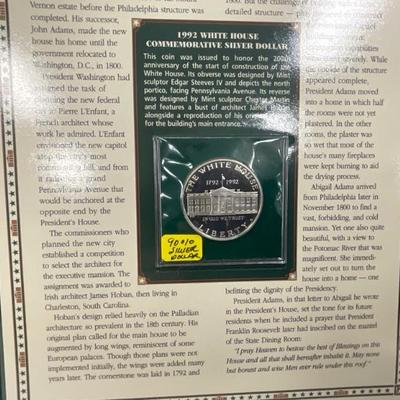 Vernon estate before the Philadelphia structure was
completed. His successor,
John Adams, made the new
house his home until the
government relocated to
Washington, D.C., in 1800.
President Washington had
assigned the task of
designing the new federal
to Pierre L'Enfant, a
French architect whose
work he admired. L'Enfant
envisioned the new capitol
atop the city's most
commanding hill, from
it radiating a grand
Pennsylvania Avenue that
would be anchored at the
opposite end by the
President's House.
The commissioners who
planned the new city
established a competition
to select the architect for
the executive mansion. The
assignment was awarded to
Irish architect James Hoban, then living in
Charleston, South Carolina.
Hoban's design relied heavily on the Palladian
architecture so prevalent in the 18th century. His
original plan called for the main house to be
augmented by long wings, reminiscent of some
European palaces. Though those plans were not
implemented initially, the wings were added many
years later. The cornerstone was laid in 1792 and
1992 WHITE HOUSE
COMMEMORATIVE SILVER DOLLAR
This coin was issued to honor the 200th
anniversary of the start of construction of the
White House. Its obverse was designed by Mint
sculptor Edgar Steever IV and depicts the north
portico, facing Pennsylvania Avenue. Its reverse
was designed by Mint sculptor Chester Martin
and features a bust of architect James Hoban
alongside a reproduction of his original
for the building's main entrance.
THE WHITE HOUSE
1792 1992
IN GOD WE TRUST
LIBERTY
90%
SILVER
DOLLAR
1800. But the
detailed structure
severely. While
the outside of the
structure appeared
complete, President
Adams moved
into a home in which
half the rooms
were not yet
plastered. In the other
rooms, the plaster
was so wet that most of
the house's many fireplaces
were kept burning to aid
the drying process.
Abigail Adams arrived
from Philadelphia later in
November 1800 to find a
vast, forbidding, and cold
mansion. Yet one also
quite beautiful, with a view to
the Potomac River that
was magnificent. She
immediately set out to turn the
house into a home — one
befitting the dignity of the Presidency.
President Adams, in a letter to Abigail he wrote
in the President's House, set the tone for its future
residents when he included a prayer that President
Franklin Roosevelt later had inscribed on the mantel
of the State Dining Room:
"I pray Heaven to bestow the best of Blessings on this
House and all that shall hereafter inhabit it. May none
but honest and wise Men ever rule under this roof"